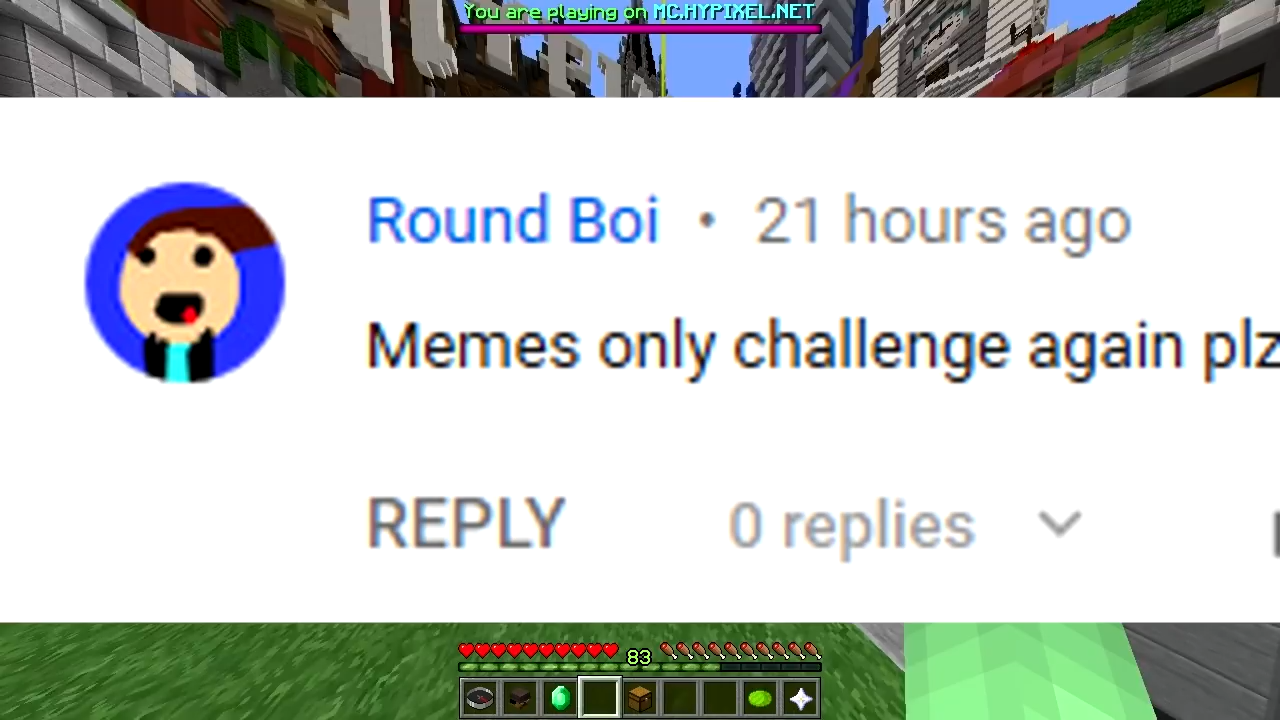 You are playing on MC.HYPIXEL.NET
Round Boi • 21 hours ago
Memes only challenge again plz
REPLY 0 replies
83